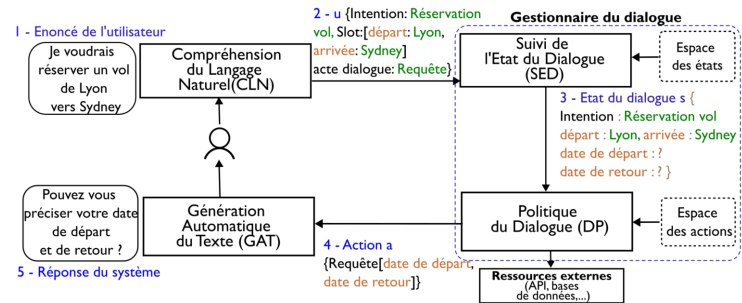 1 - Enoncé de l'utilisateur
Je voudrais
réserver un vol
de Lyon
vers Sydney
Compréhension
du Langage
Naturel(CLN)
2 - u {Intention: Réservation
vol, Slot:[départ: Lyon,
arrivée: Sydney]
acte dialogue: Requête}
Gestionnaire du dialogue
Suivi de
l'Etat du Dialogue
(SED)
Espace
des états
3 - Etat du dialogue s {
Intention : Réservation vol
départ : Lyon, arrivée : Sydney
date de départ : ?
date de retour : ? }
Politique
du Dialogue (DP)
Espace
des actions
Ressources externes
(API, bases
de données,...)
4 - Action a
{Requête[date de départ,
date de retour]}
Génération
Automatique
du Texte (GAT)
Pouvez vous
préciser votre date
de départ
et de retour ?
5 - Réponse du système